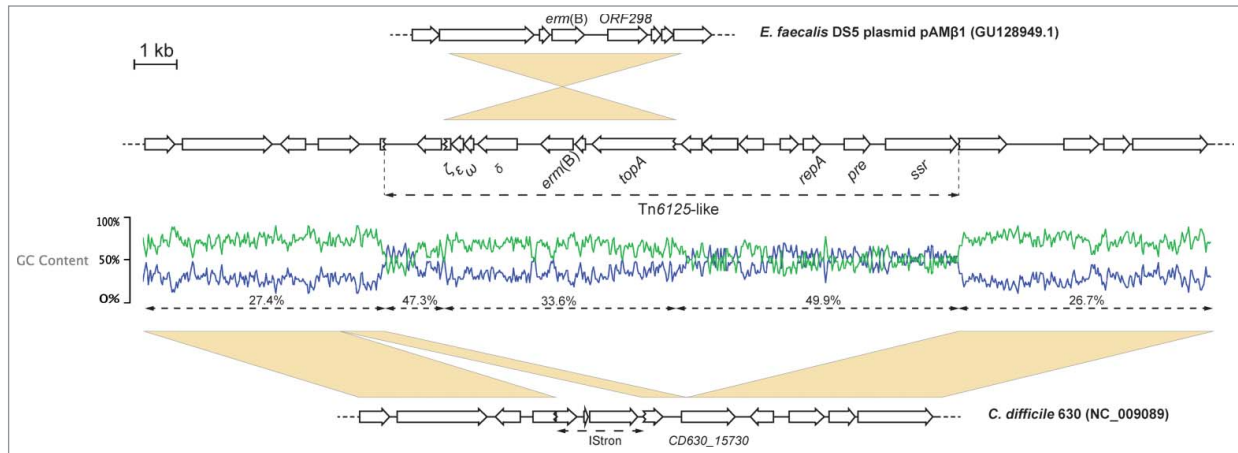 erm(B) ORF298
E. faecalis DS5 plasmid pAMβ1 (GU128949.1)
1 kb
ζ ε ω δ erm(B) topA repA pre ssr
Tn6125-like
100%
GC Content 50%
0%
27.4% 47.3% 33.6% 49.9% 26.7%
C. difficile 630 (NC_009089)
IStron CD630_15730